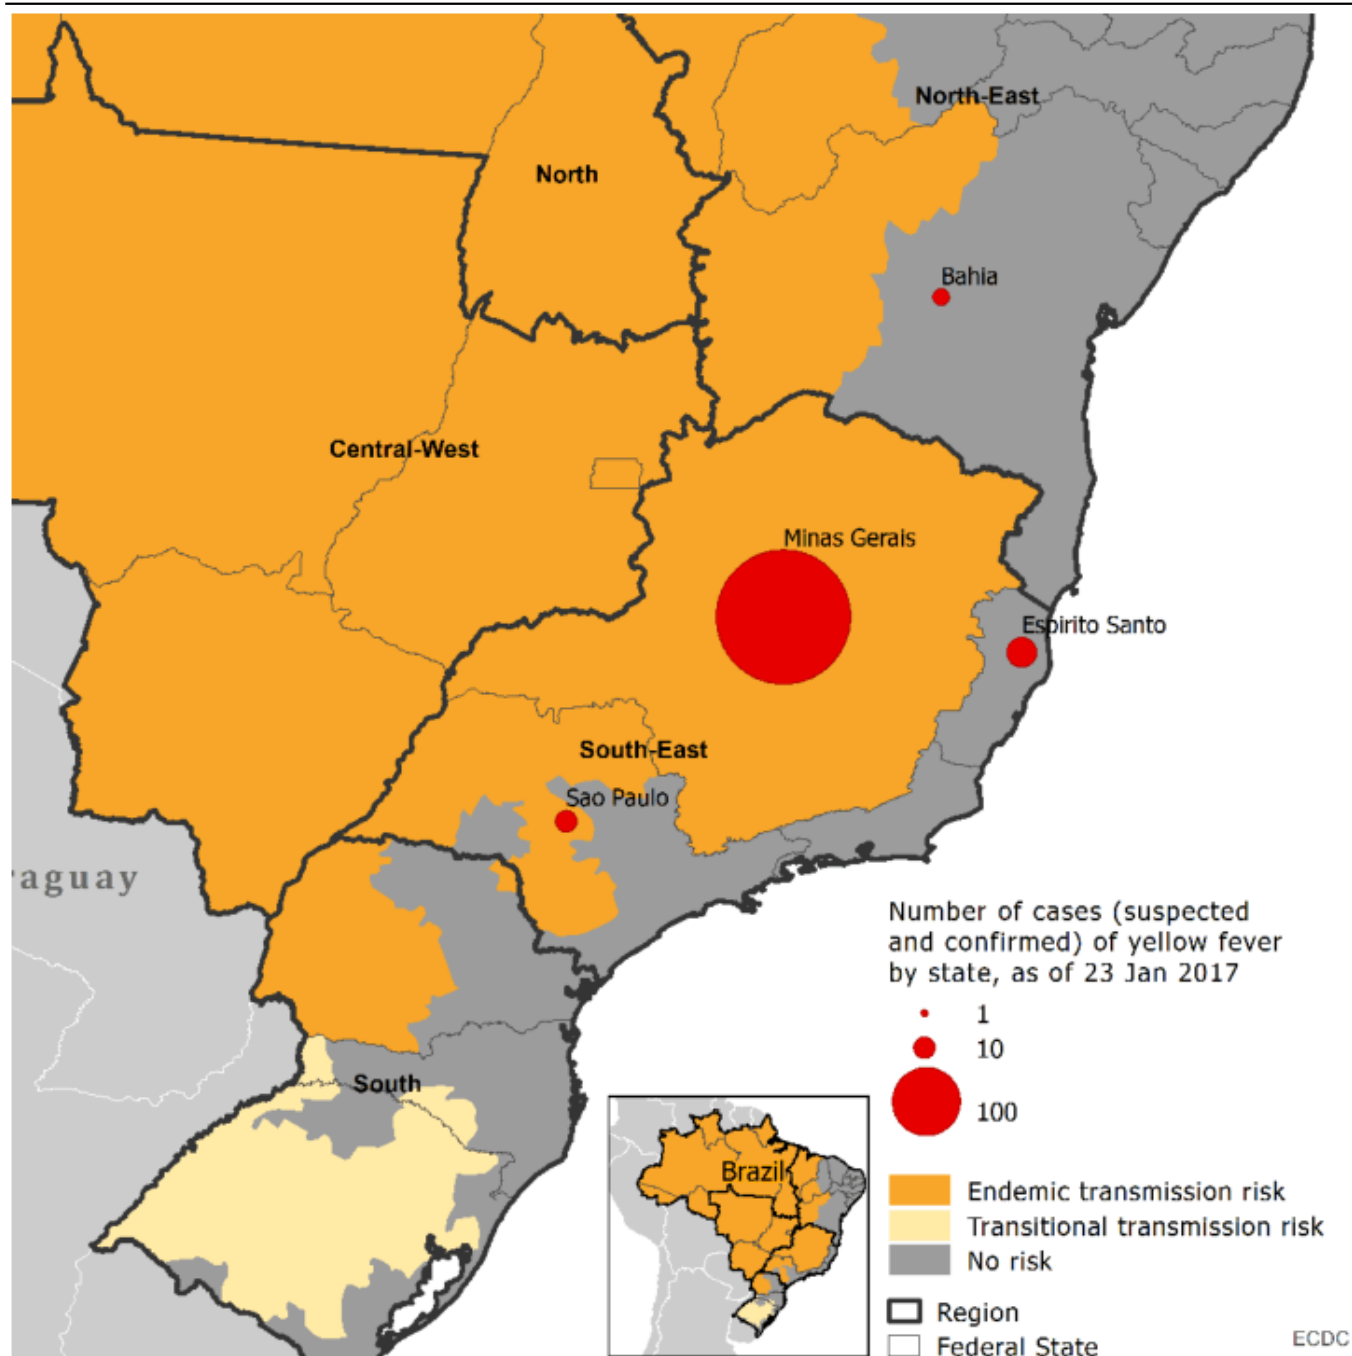 North-East
North
Bahia
Central-West
Minas Gerais
Espirito Santo
South-East
Sao Paulo
raguay
South
Number of cases (suspected
and confirmed) of yellow fever
by state, as of 23 Jan 2017
1
10
100
Brazil
Endemic transmission risk
Transitional transmission risk
No risk
Region
Federal State
ECDC